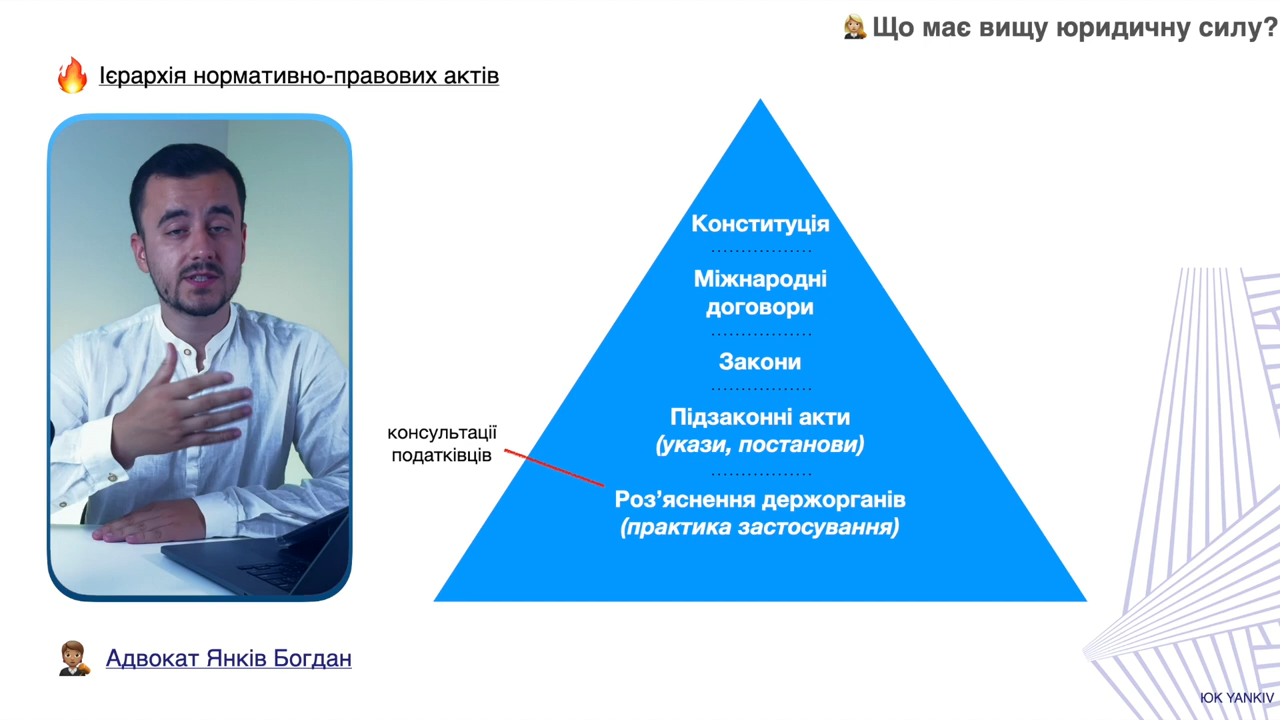 Що має вищу юридичну силу?
Ієрархія нормативно-правових актів
Конституція
Міжнародні
договори
Закони
Підзаконні акти
(укази, постанови)
консультації
податківців
Роз’яснення держорганів
(практика застосування)
Адвокат Янків Богдан
ЮК YANKIV